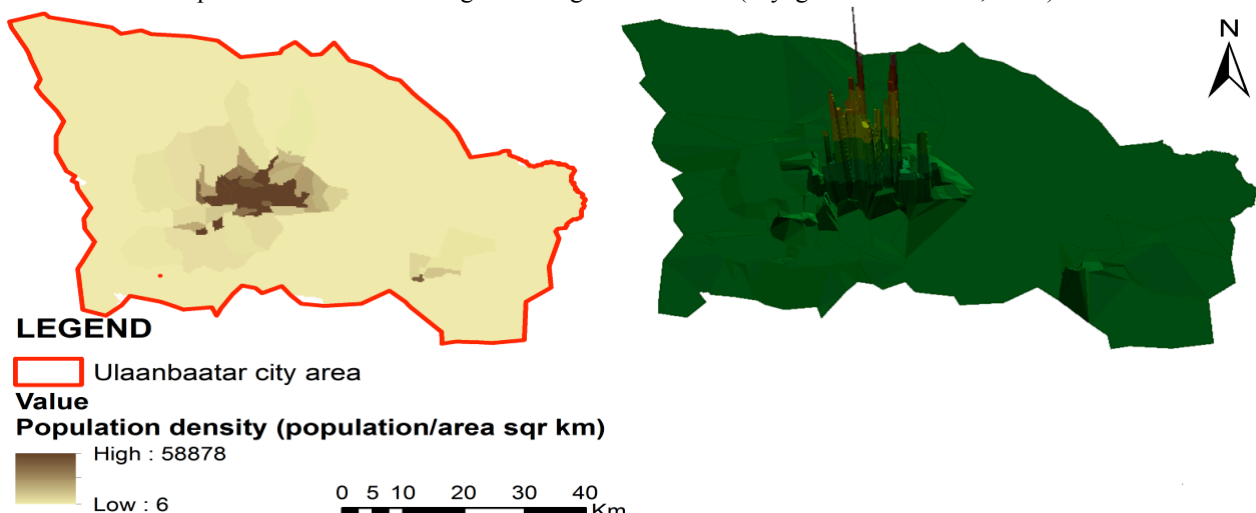 N
LEGEND
Ulaanbaatar city area
Value
Population density (population/area sqr km)
High : 58878
Low : 6
0 5 10 20 30 40
Km